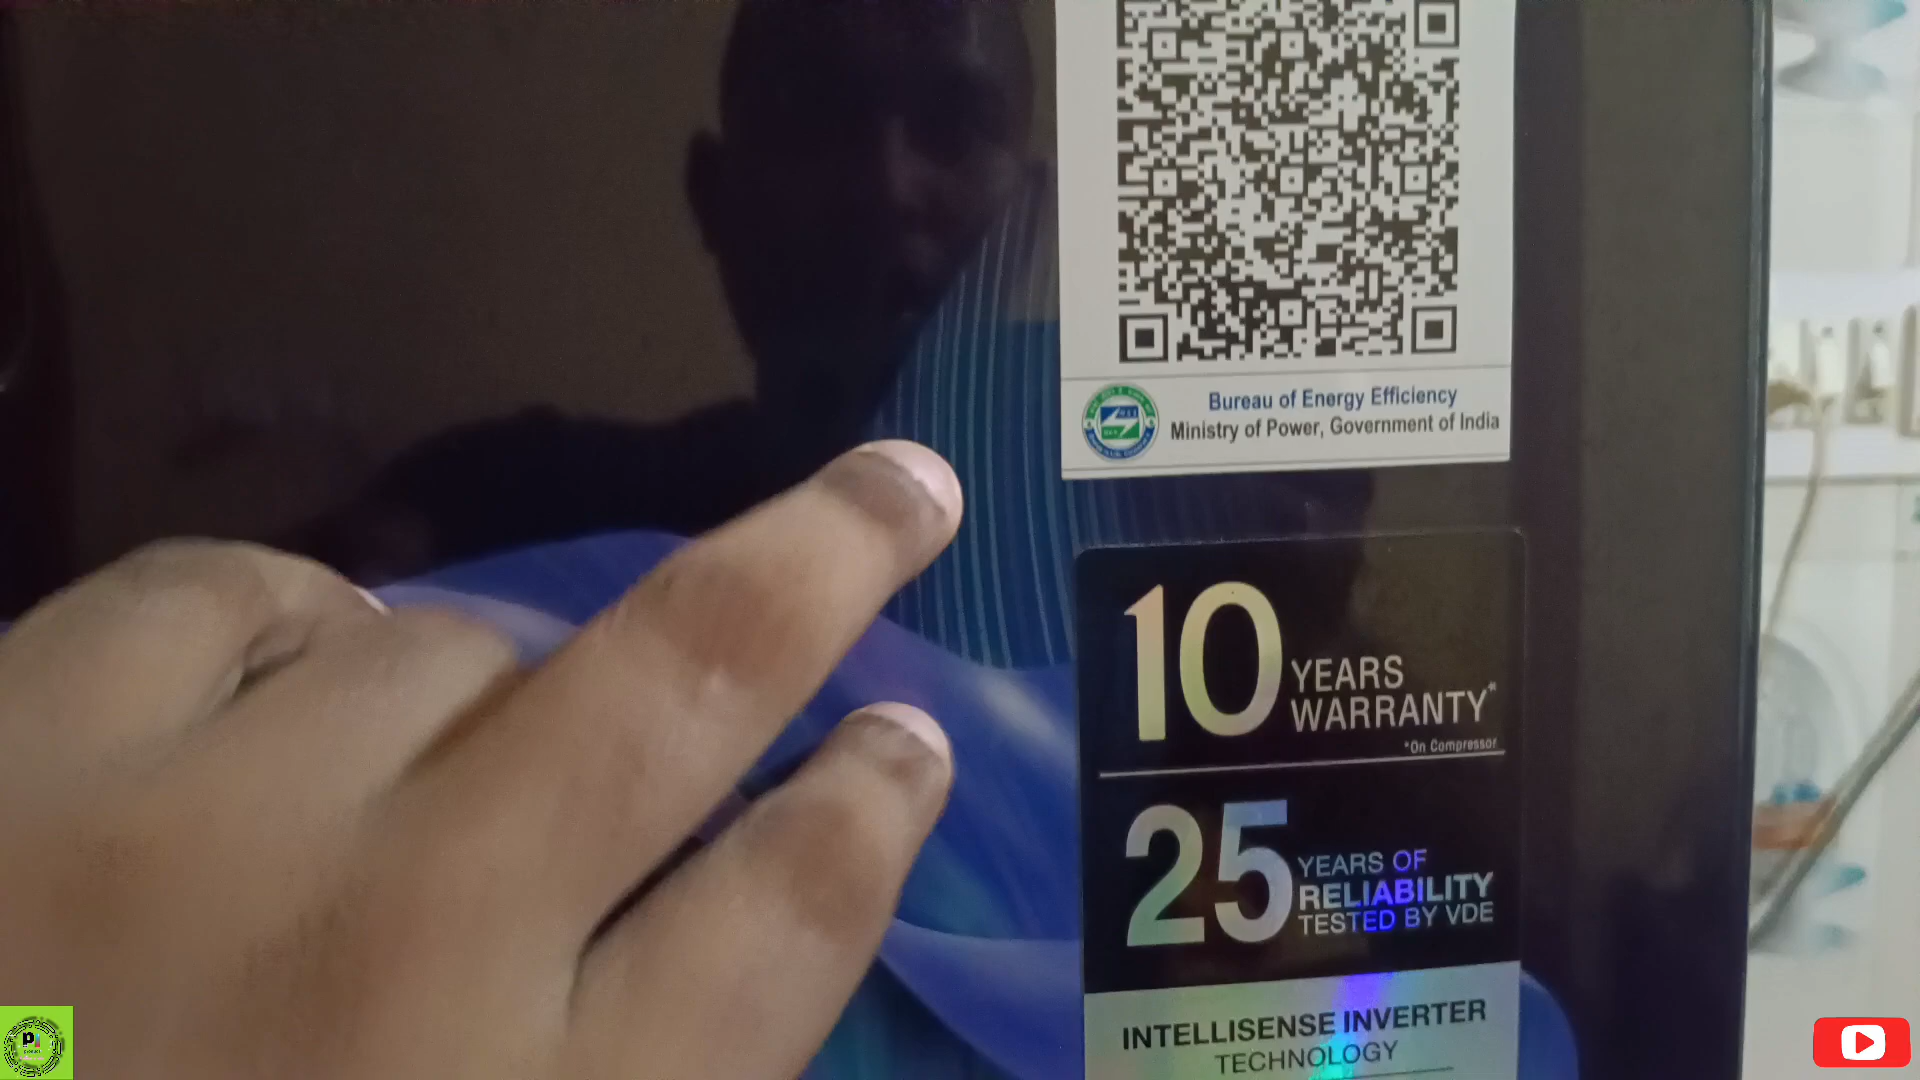 Bureau of Energy Efficiency
Ministry of Power, Government of India
10 YEARS
WARRANTY*
*On Compressor
25 YEARS OF
RELIABILITY
TESTED BY VDE
INTELLISENSE INVERTER
TECHNOLOGY